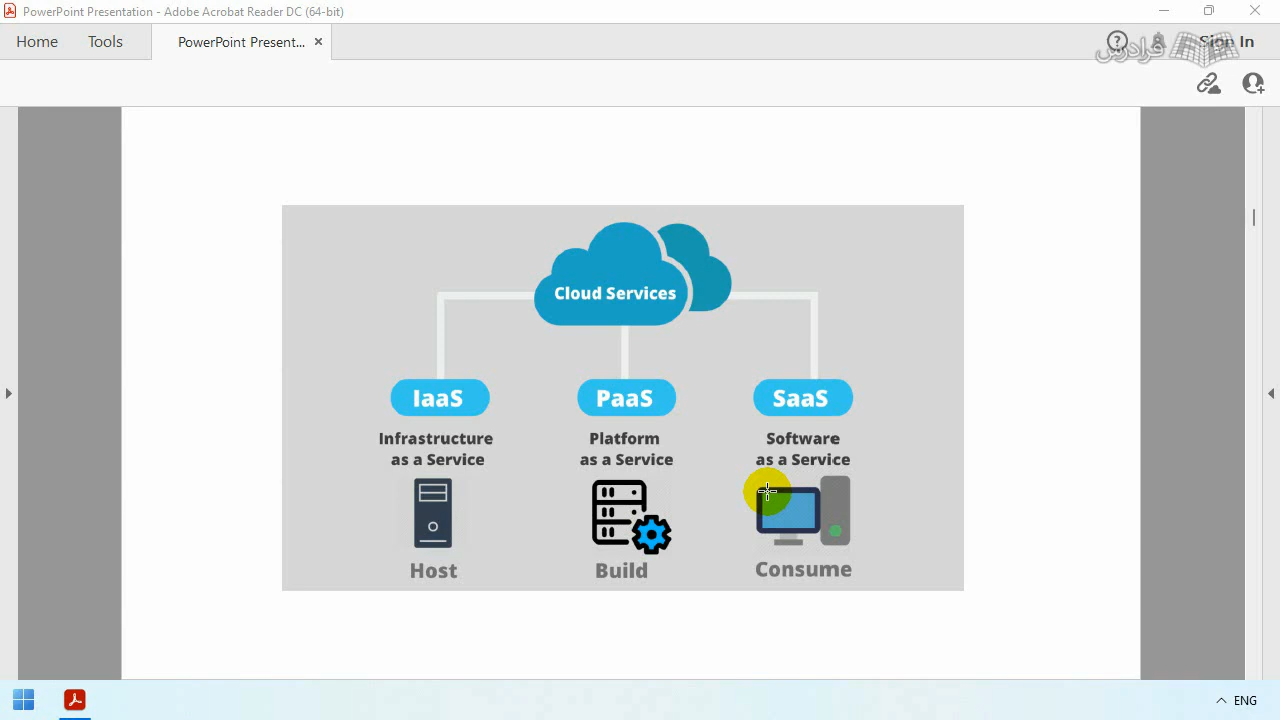 PowerPoint Presentation - Adobe Acrobat Reader DC (64-bit)
Home
Tools
PowerPoint Present...
Sign In
فرادرس
Cloud Services
IaaS
PaaS
SaaS
Infrastructure
as a Service
Platform
as a Service
Software
as a Service
Host
Build
Consume
ENG